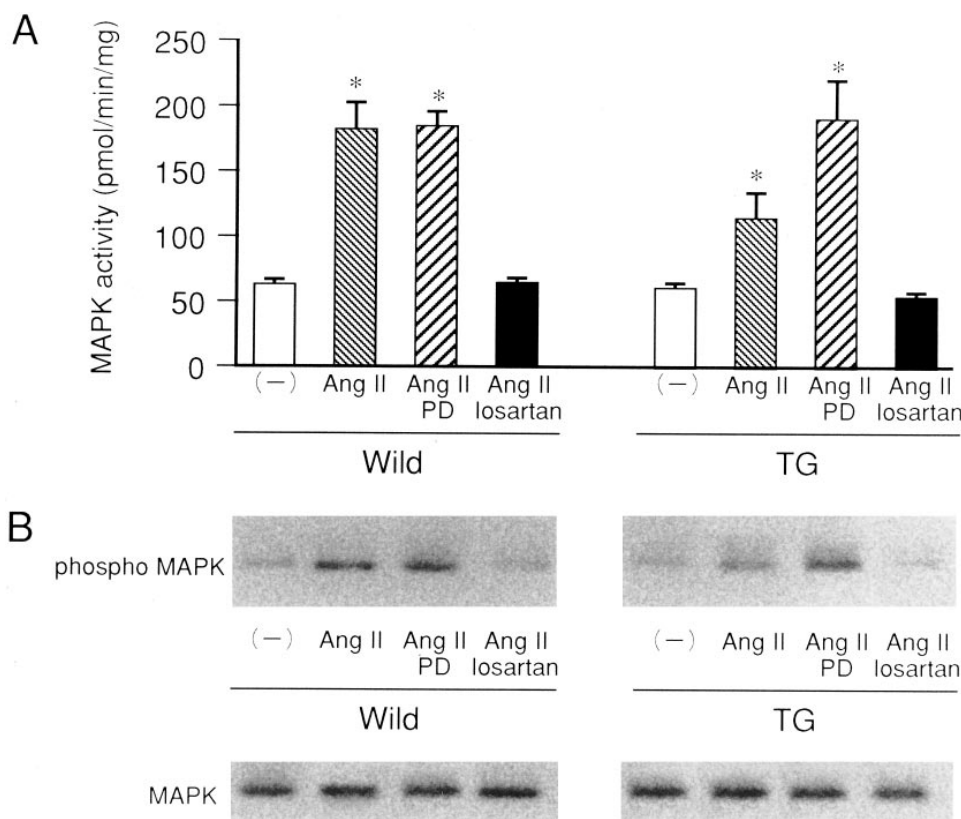 A
MAPK activity (pmol/min/mg)
250
200
150
100
50
0
* * * *
(—) Ang II Ang II Ang II (—) Ang II Ang II Ang II
PD losartan PD losartan
Wild TG
B
phospho MAPK
(—) Ang II Ang II Ang II (—) Ang II Ang II Ang II
PD losartan PD losartan
Wild TG
MAPK